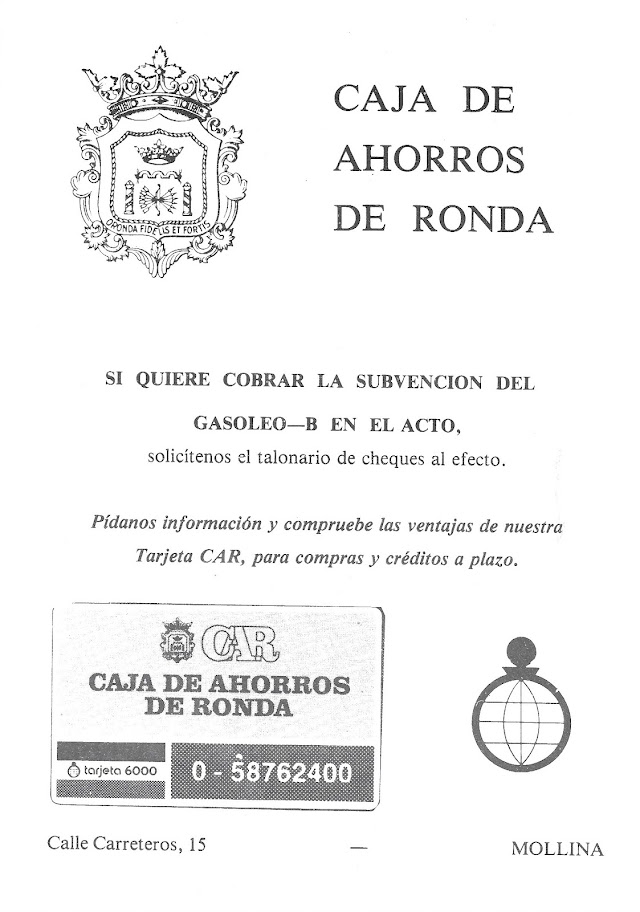 CAJA DE
AHORROS
DE RONDA
RONDA FIDELIS ET FORTIS
SI QUIERE COBRAR LA SUBVENCION DEL
GASOLEO—B EN EL ACTO,
solicítenos el talonario de cheques al efecto.
Pídanos información y compruebe las ventajas de nuestra
Tarjeta CAR, para compras y créditos a plazo.
CAR
CAJA DE AHORROS
DE RONDA
tarjeta 6000
0 - 58762400
Calle Carreteros, 15 — MOLLINA